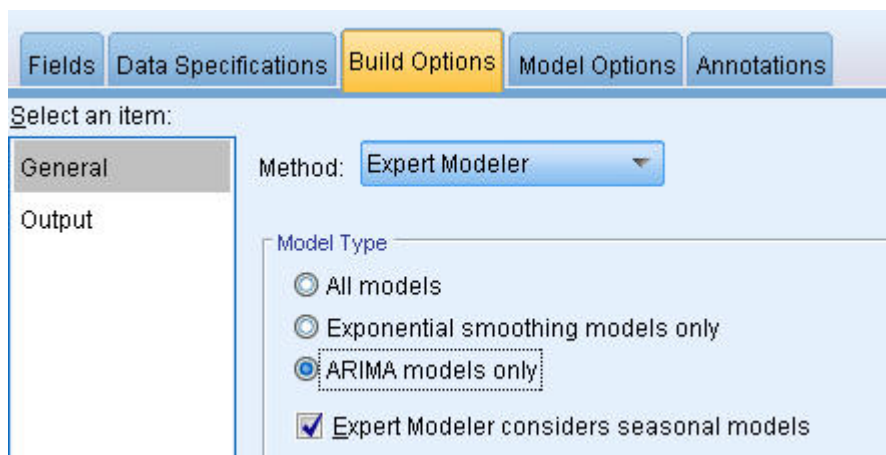 Fields Data Specifications Build Options Model Options Annotations
Select an item:
General
Output
Method: Expert Modeler
Model Type
All models
Exponential smoothing models only
ARIMA models only
Expert Modeler considers seasonal models